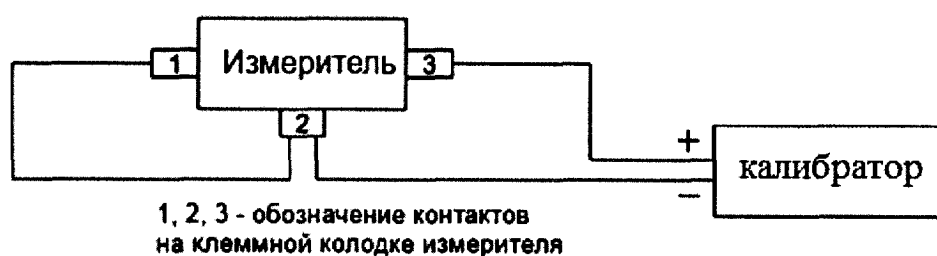 1 Измеритель 3
2
+
калибратор
−
1, 2, 3 - обозначение контактов
на клеммной колодке измерителя